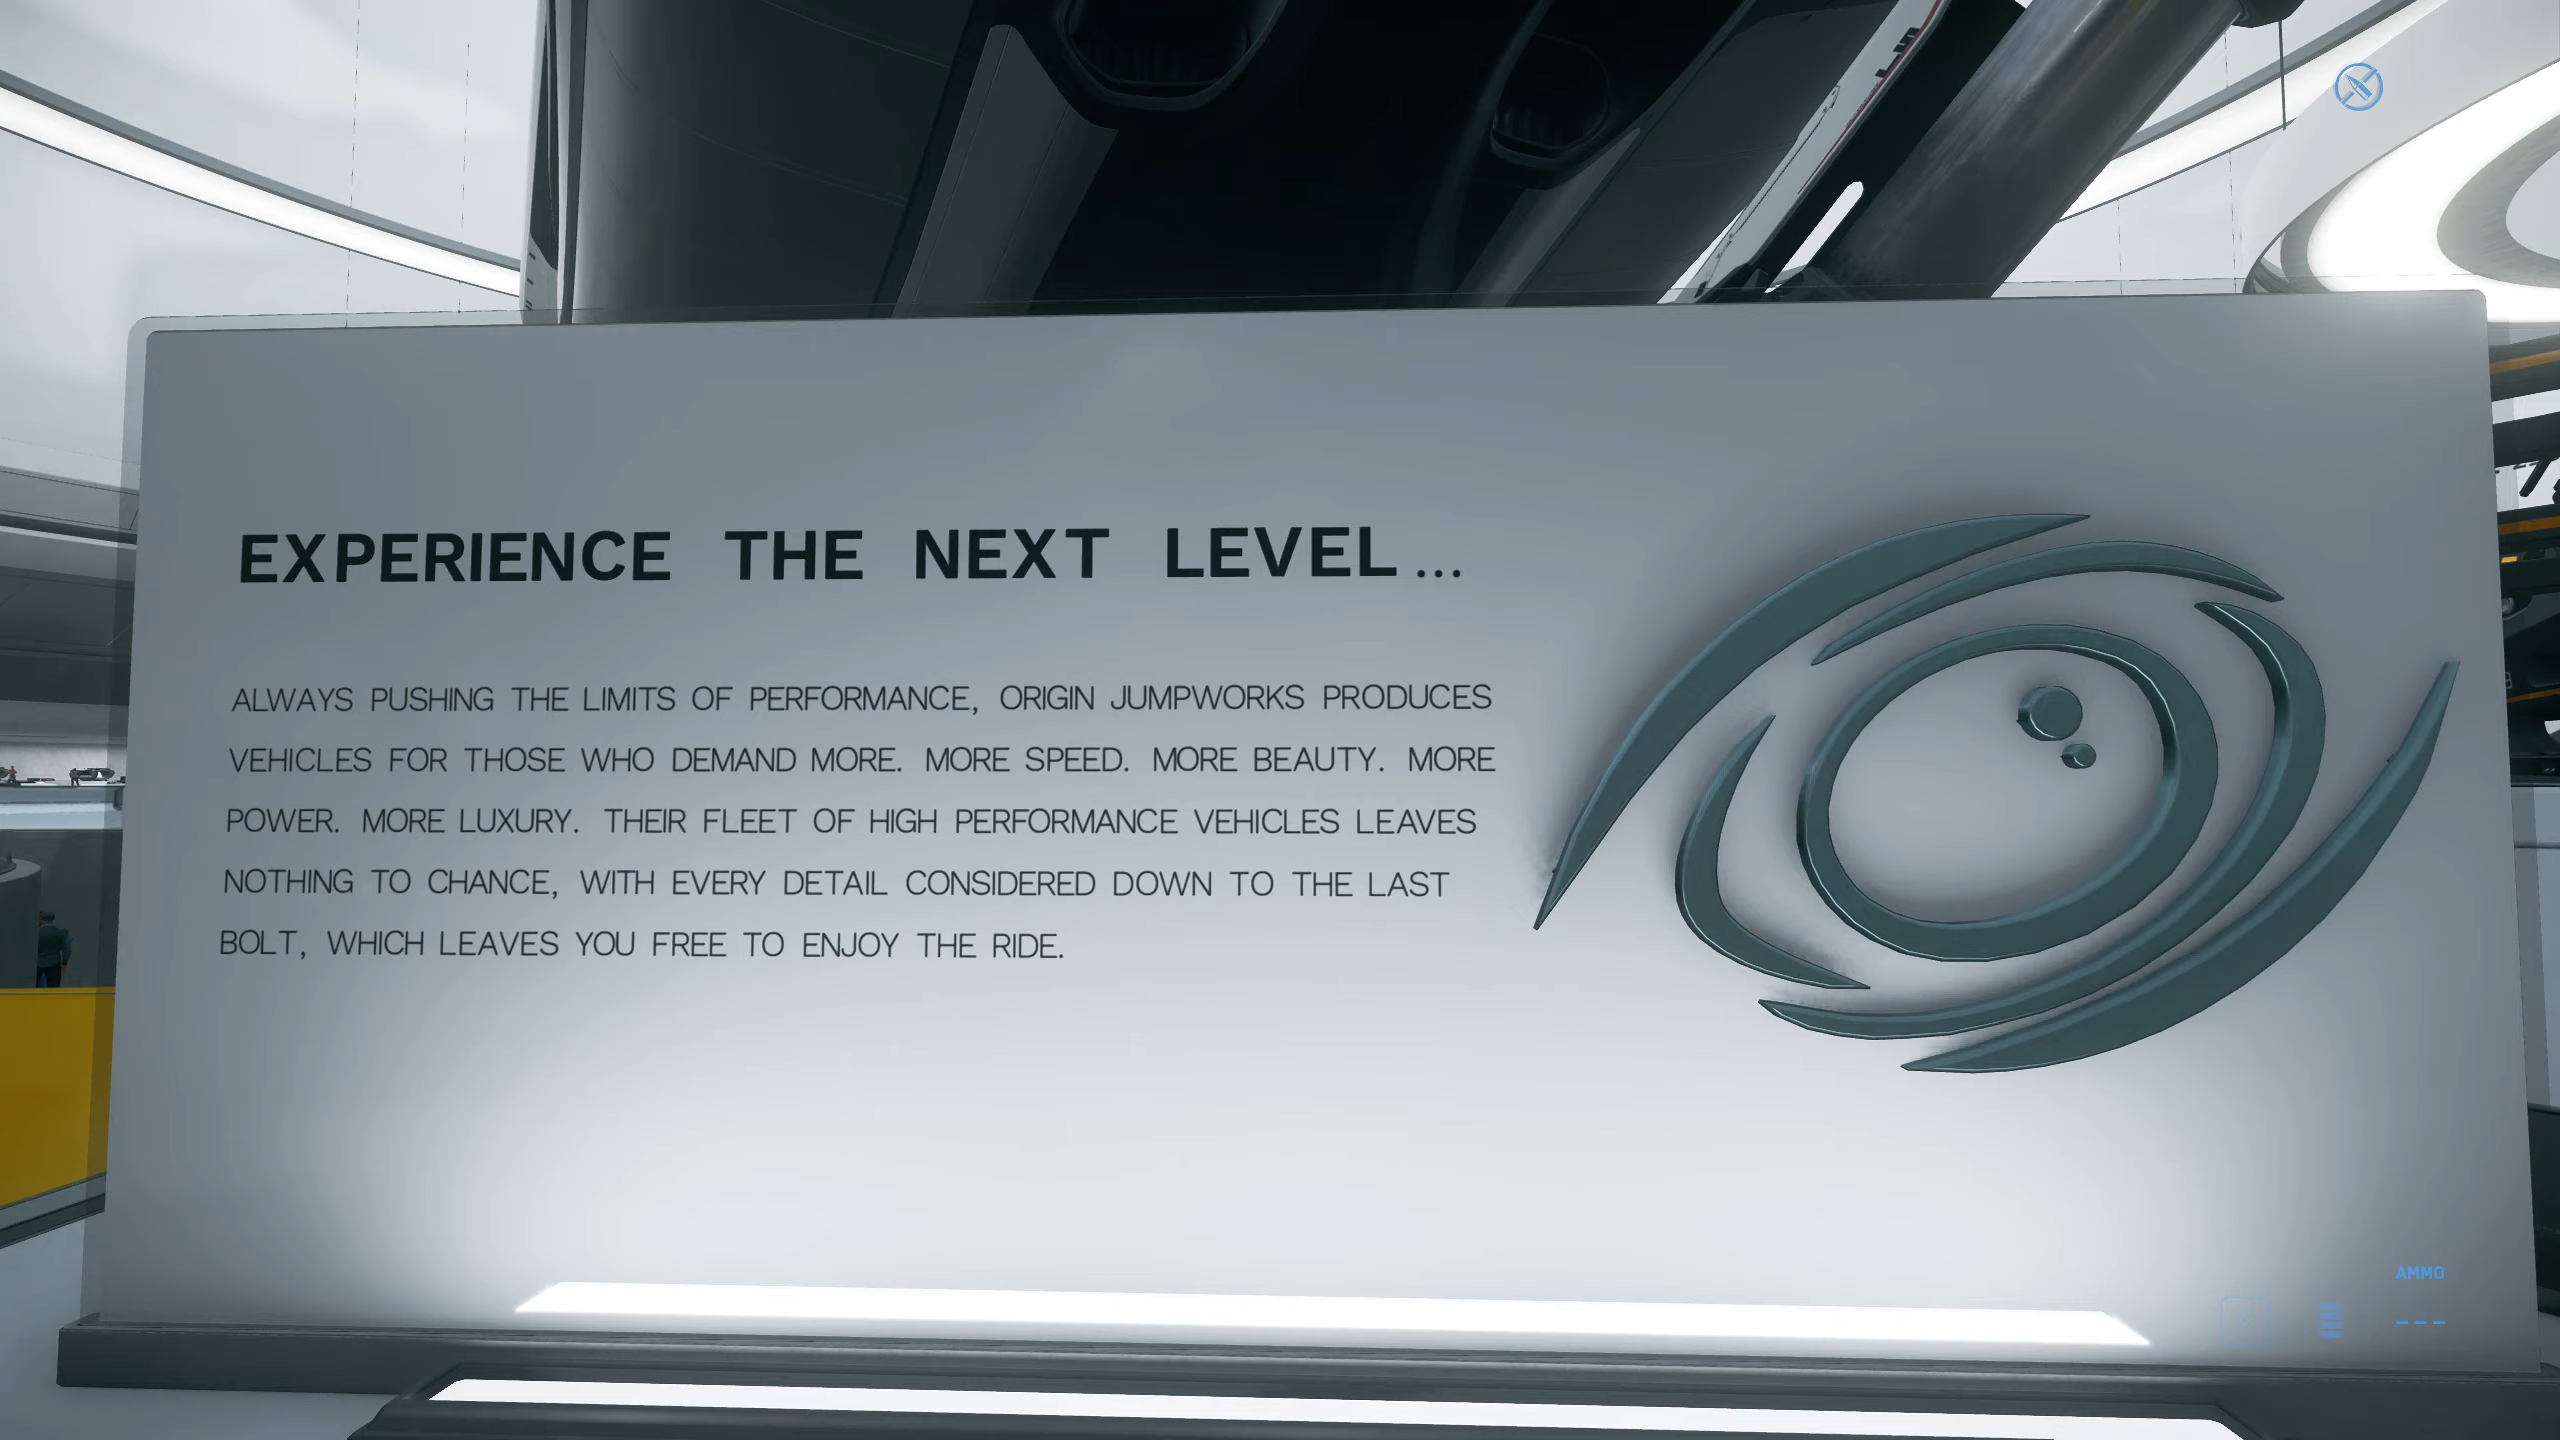 EXPERIENCE THE NEXT LEVEL...
ALWAYS PUSHING THE LIMITS OF PERFORMANCE, ORIGIN JUMPWORKS PRODUCES
VEHICLES FOR THOSE WHO DEMAND MORE. MORE SPEED. MORE BEAUTY. MORE
POWER. MORE LUXURY. THEIR FLEET OF HIGH PERFORMANCE VEHICLES LEAVES
NOTHING TO CHANCE, WITH EVERY DETAIL CONSIDERED DOWN TO THE LAST
BOLT, WHICH LEAVES YOU FREE TO ENJOY THE RIDE.
AMMO
---